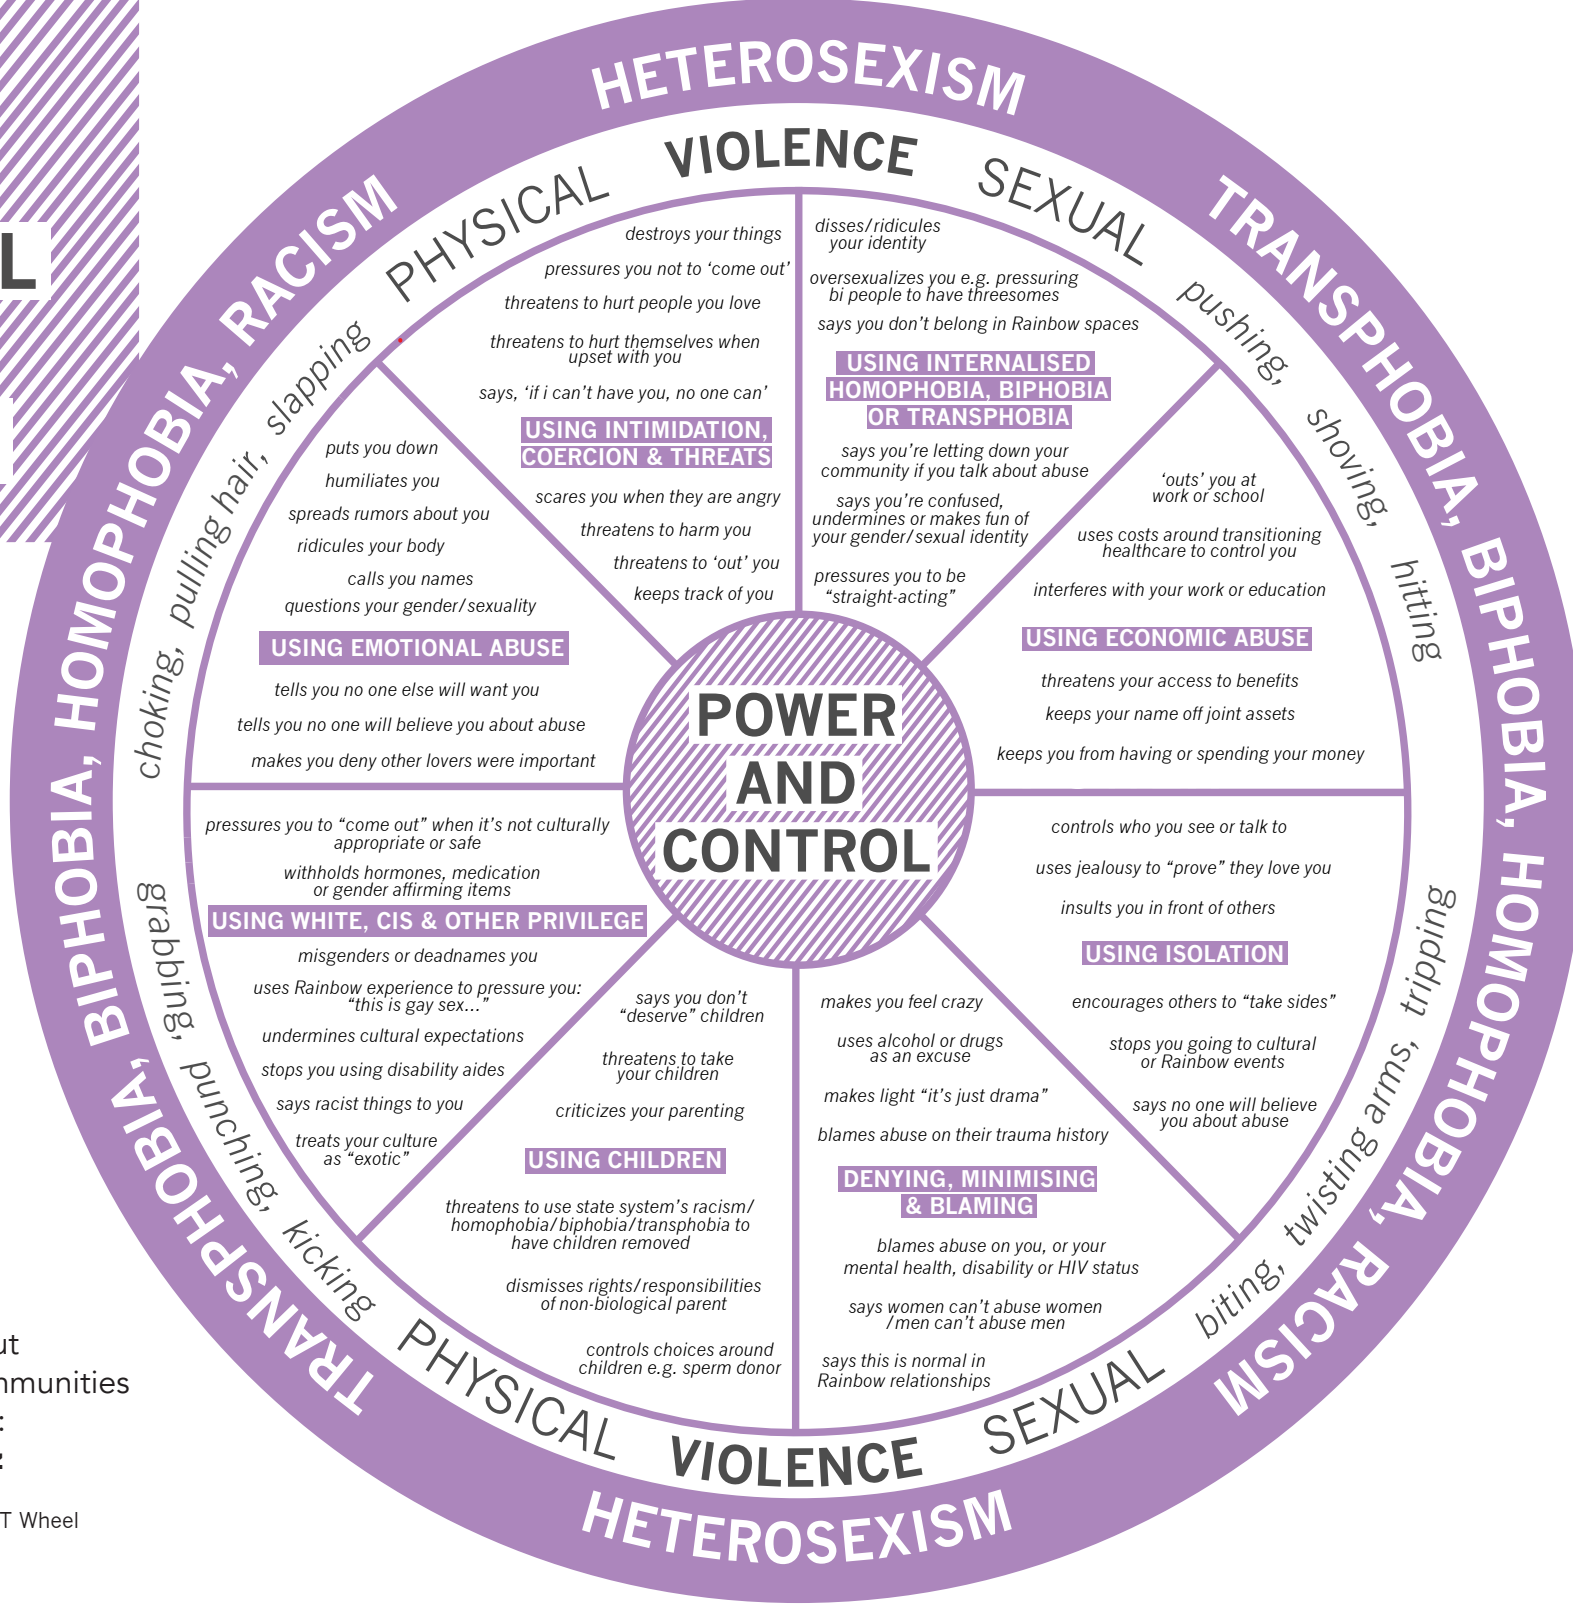 HETEROSEXISM
TRANSPHOBIA, BIPHOBIA, HOMOPHOBIA, RACISM
HETEROSEXISM
TRANSPHOBIA, BIPHOBIA, HOMOPHOBIA, RACISM
PHYSICAL VIOLENCE SEXUAL
pushing, shoving, hitting
tripping
twisting arms,
biting,
PHYSICAL VIOLENCE SEXUAL
grabbing, punching, kicking
choking, pulling hair, slapping
POWER
AND
CONTROL
destroys your things
pressures you not to ‘come out’
threatens to hurt people you love
threatens to hurt themselves when
upset with you
says, ‘if i can’t have you, no one can’
USING INTIMIDATION,
COERCION & THREATS
scares you when they are angry
threatens to harm you
threatens to ‘out’ you
keeps track of you
disses/ridicules
your identity
oversexualizes you e.g. pressuring
bi people to have threesomes
says you don’t belong in Rainbow spaces
USING INTERNALISED
HOMOPHOBIA, BIPHOBIA
OR TRANSPHOBIA
says you’re letting down your
community if you talk about abuse
says you’re confused,
undermines or makes fun of
your gender/sexual identity
pressures you to be
“straight-acting”
‘outs’ you at
work or school
uses costs around transitioning
healthcare to control you
interferes with your work or education
USING ECONOMIC ABUSE
threatens your access to benefits
keeps your name off joint assets
keeps you from having or spending your money
controls who you see or talk to
uses jealousy to “prove” they love you
insults you in front of others
USING ISOLATION
encourages others to “take sides”
stops you going to cultural
or Rainbow events
says no one will believe
you about abuse
makes you feel crazy
uses alcohol or drugs
as an excuse
makes light “it’s just drama”
blames abuse on their trauma history
DENYING, MINIMISING
& BLAMING
blames abuse on you, or your
mental health, disability or HIV status
says women can’t abuse women
/men can’t abuse men
says this is normal in
Rainbow relationships
says you don’t
“deserve” children
threatens to take
your children
criticizes your parenting
USING CHILDREN
threatens to use state system’s racism/
homophobia/biphobia/transphobia to
have children removed
dismisses rights/responsibilities
of non-biological parent
controls choices around
children e.g. sperm donor
pressures you to “come out” when it’s not culturally
appropriate or safe
withholds hormones, medication
or gender affirming items
USING WHITE, CIS & OTHER PRIVILEGE
misgenders or deadnames you
uses Rainbow experience to pressure you:
“this is gay sex...”
undermines cultural expectations
stops you using disability aides
says racist things to you
treats your culture
as “exotic”
puts you down
humiliates you
spreads rumors about you
ridicules your body
calls you names
questions your gender/sexuality
USING EMOTIONAL ABUSE
tells you no one else will want you
tells you no one will believe you about abuse
makes you deny other lovers were important
L
T Wheel